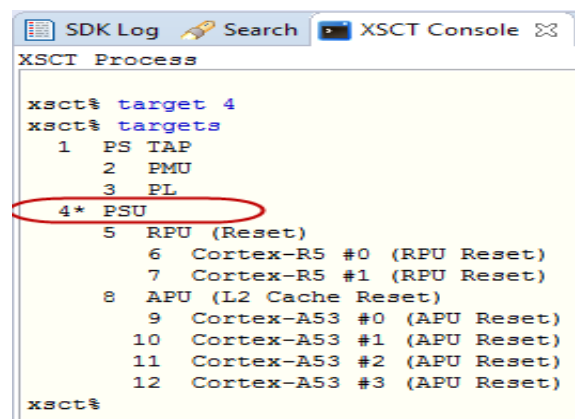 SDK Log Search XSCT Console
XSCT Process
xsct% target 4
xsct% targets
1 PS TAP
2 PMU
3 PL
4* PSU
5 RPU (Reset)
6 Cortex-R5 #0 (RPU Reset)
7 Cortex-R5 #1 (RPU Reset)
8 APU (L2 Cache Reset)
9 Cortex-A53 #0 (APU Reset)
10 Cortex-A53 #1 (APU Reset)
11 Cortex-A53 #2 (APU Reset)
12 Cortex-A53 #3 (APU Reset)
xsct%